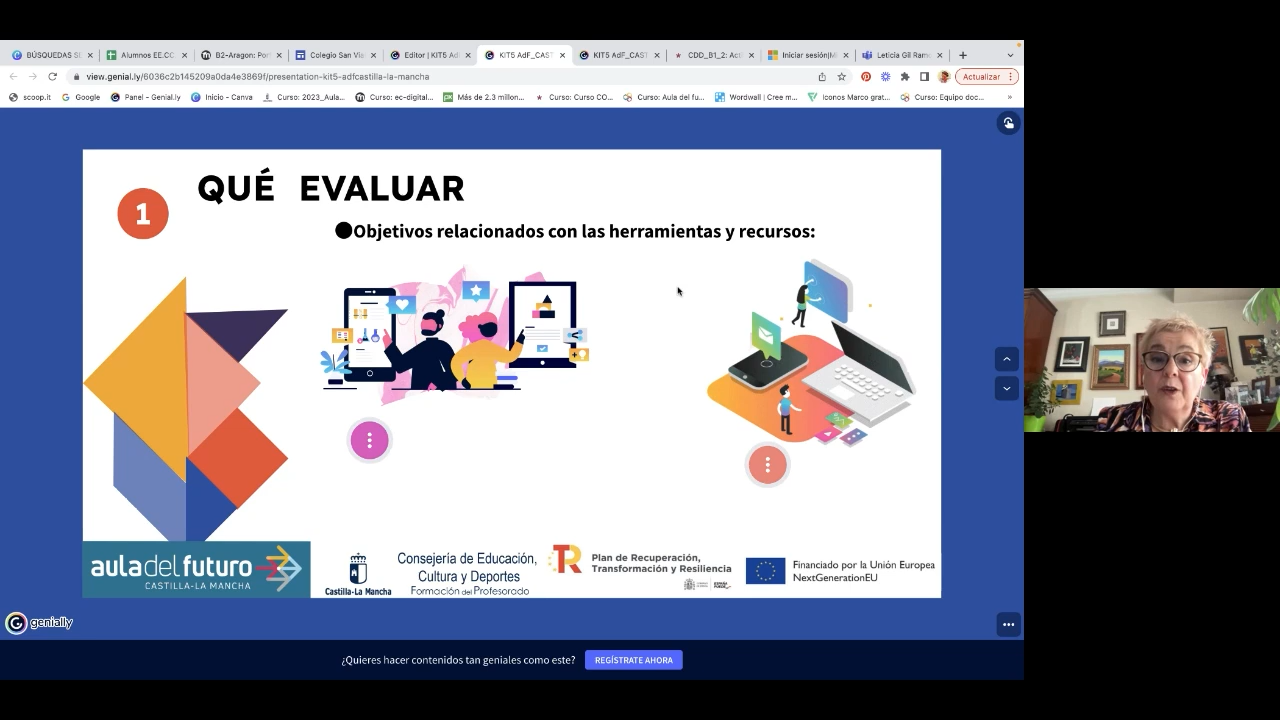 BÚSQUEDAS SI
Alumnos EE.CC
B2-Aragon: Por
Colegio San Via
Editor | KIT5 Ad
KIT5 AdF_CAST
KIT5 AdF_CAST
CDD_B1_2: Acti
Iniciar sesión|Mi
Leticia Gil Ram
view.genial.ly/6036c2b145209a0da4e3869f/presentation-kit5-adfcastilla-la-mancha
Actualizar
scoop.it
Google
Panel - Genial.ly
Inicio - Canva
Curso: 2023_Aula...
Curso: ec-digital...
Más de 2.3 millon...
Curso: Curso CO...
Curso: Aula del fu...
Wordwall | Cree m...
Iconos Marco grat...
Curso: Equipo doc...
QUÉ EVALUAR
1
Objetivos relacionados con las herramientas y recursos:
auladelfuturo
CASTILLA-LA MANCHA
Castilla-La Mancha
Consejería de Educación,
Cultura y Deportes
Formación del Profesorado
Plan de Recuperación,
Transformación y Resiliencia
Financiado por la Unión Europea
NextGenerationEU
genially
¿Quieres hacer contenidos tan geniales como este?
REGÍSTRATE AHORA